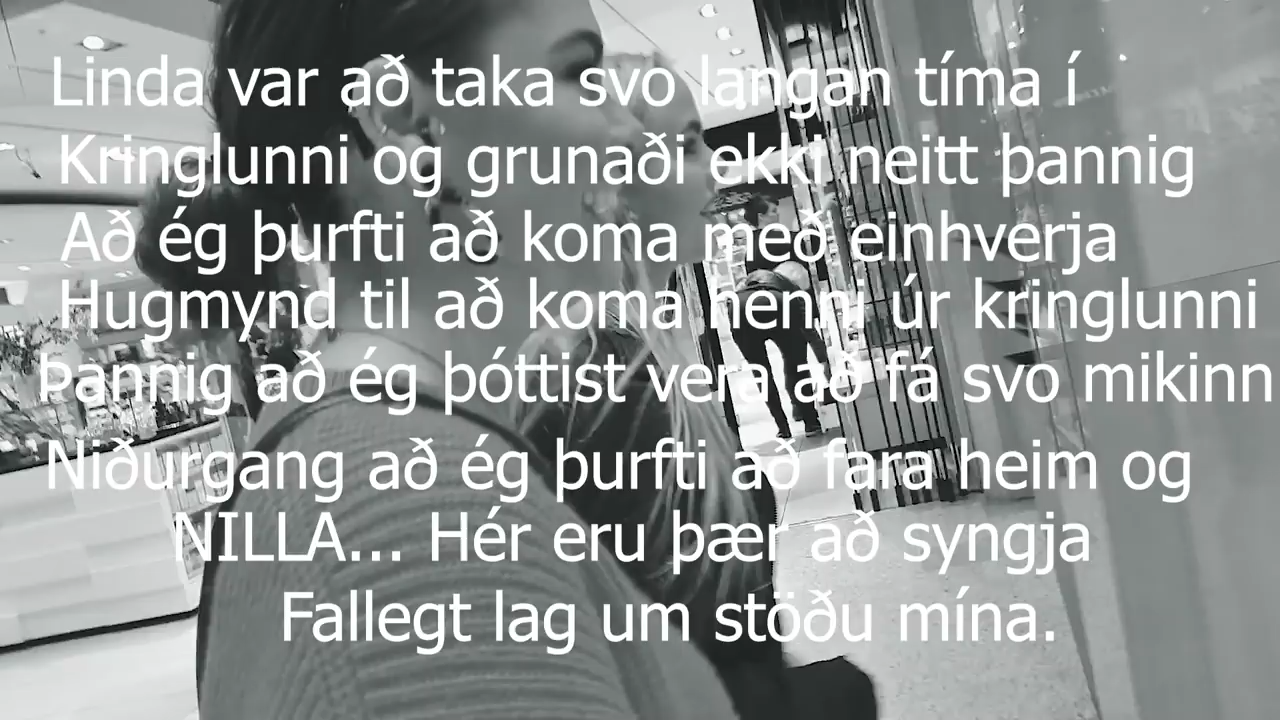 Linda var að taka svo langan tíma í
Kringlunni og grunaði ekki neitt þannig
Að ég þurfti að koma með einhverja
Hugmynd til að koma henni úr kringlunni
Þannig að ég þóttist vera að fá svo mikinn
Niðurgang að ég þurfti að fara heim og
NILLA... Hér eru þær að syngja
Fallegt lag um stöðu mína.